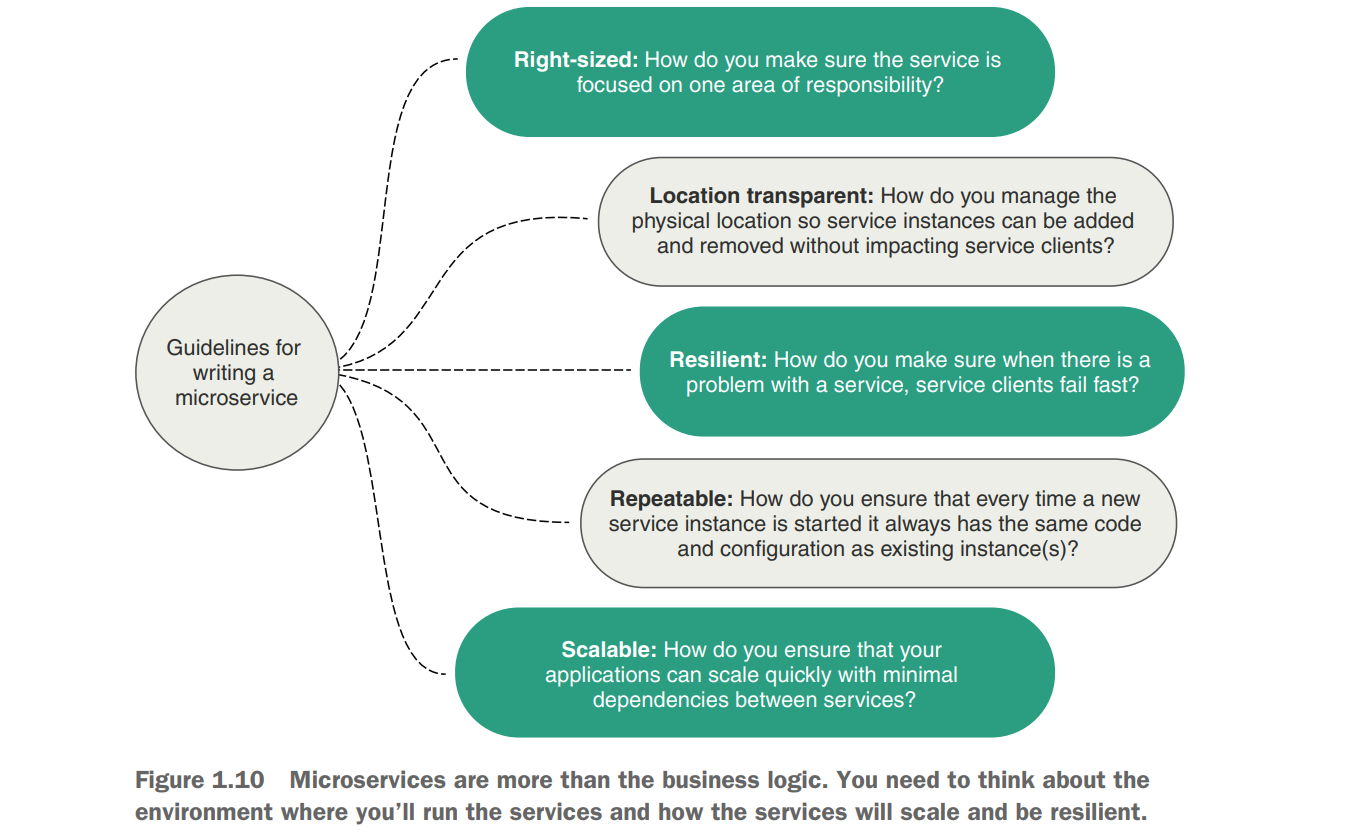 Right-sized: How do you make sure the service is
focused on one area of responsibility?
Location transparent: How do you manage the
physical location so service instances can be added
and removed without impacting service clients?
Guidelines for
writing a
microservice
Resilient: How do you make sure when there is a
problem with a service, service clients fail fast?
Repeatable: How do you ensure that every time a new
service instance is started it always has the same code
and configuration as existing instance(s)?
Scalable: How do you ensure that your
applications can scale quickly with minimal
dependencies between services?
Figure 1.10 Microservices are more than the business logic. You need to think about the
environment where you’ll run the services and how the services will scale and be resilient.